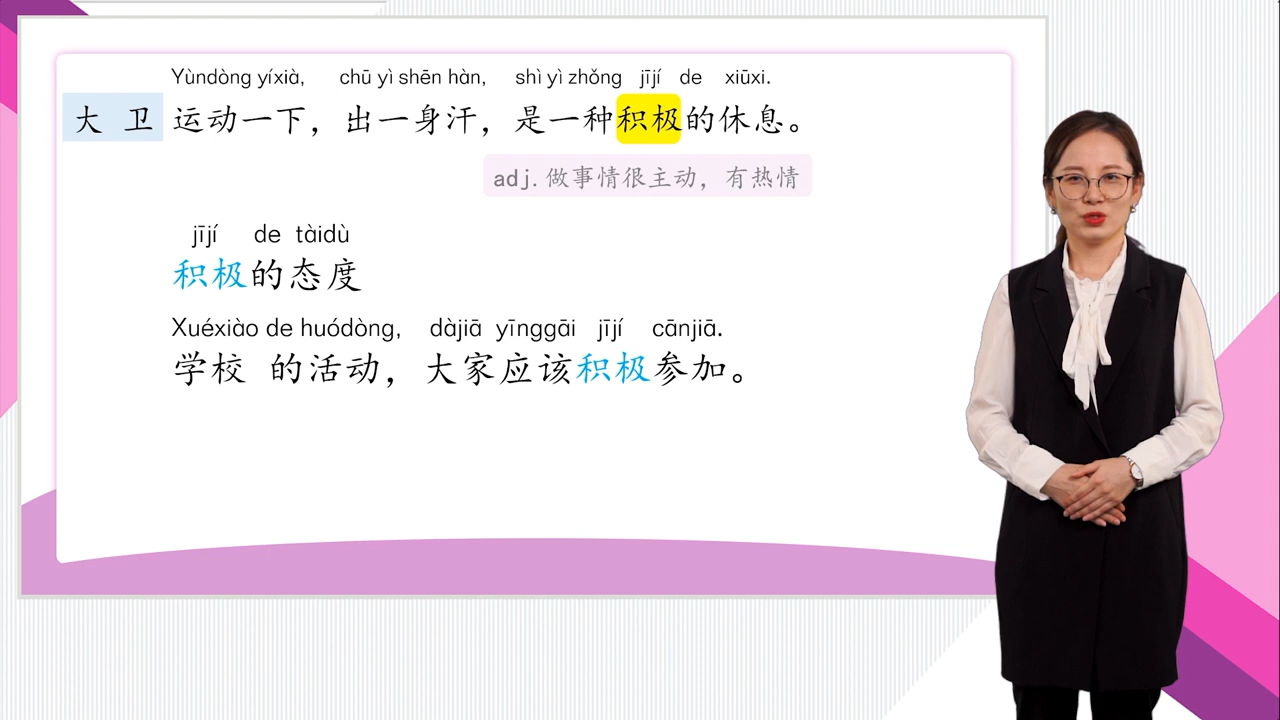 Yùndòng yíxià, chū yì shēn hàn, shì yì zhǒng jījí de xiūxi.
大 卫 运动一下，出一身汗，是一种积极的休息。
adj.做事情很主动，有热情
jījí de tàidù
积极的态度
Xuéxiào de huódòng, dàjiā yīnggāi jījí cānjiā.
学校 的活动，大家应该积极参加。